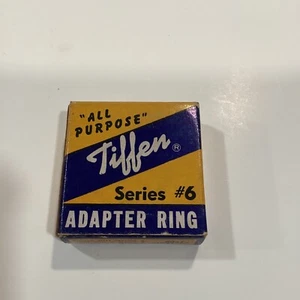 "ALL
PURPOSE"
Tiffen ®
Series #6
ADAPTER RING